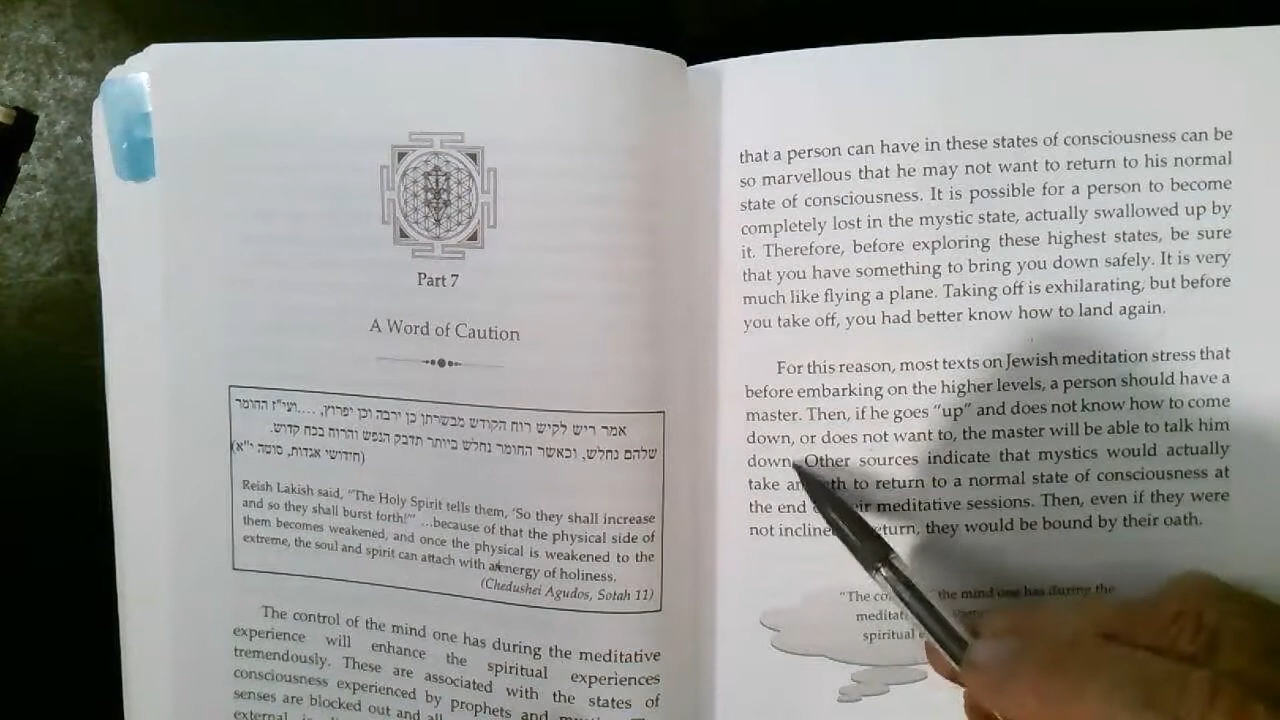 Part 7
A Word of Caution
אמר ריש לקיש רוח הקודש מבשרתן כן ירבה וכן יפרוץ, ....ועי"ז החומר
שלהם נחלש, וכאשר החומר נחלש ביותר תדבק הנפש והרוח בכח קדוש.
(חידושי אגדות, סוטה י"א)
Reish Lakish said, "The Holy Spirit tells them, 'So they shall increase
and so they shall burst forth!'" ...because of that the physical side of
them becomes weakened, and once the physical is weakened to the
extreme, the soul and spirit can attach with energy of holiness.
(Chedushei Agudos, Sotah 11)
The control of the mind one has during the meditative
experience will enhance the spiritual experiences
tremendously. These are associated with the states of
consciousness experienced by prophets and
senses are blocked out and all
external
that a person can have in these states of consciousness can be
so marvellous that he may not want to return to his normal
state of consciousness. It is possible for a person to become
completely lost in the mystic state, actually swallowed up by
it. Therefore, before exploring these highest states, be sure
that you have something to bring you down safely. It is very
much like flying a plane. Taking off is exhilarating, but before
you take off, you had better know how to land again.
For this reason, most texts on Jewish meditation stress that
before embarking on the higher levels, a person should have a
master. Then, if he goes "up" and does not know how to come
down, or does not want to, the master will be able to talk him
down. Other sources indicate that mystics would actually
take an to return to a normal state of consciousness at
the end meditative sessions. Then, even if they were
not they would be bound by their oath.
"The the mind one has during the
spiritual